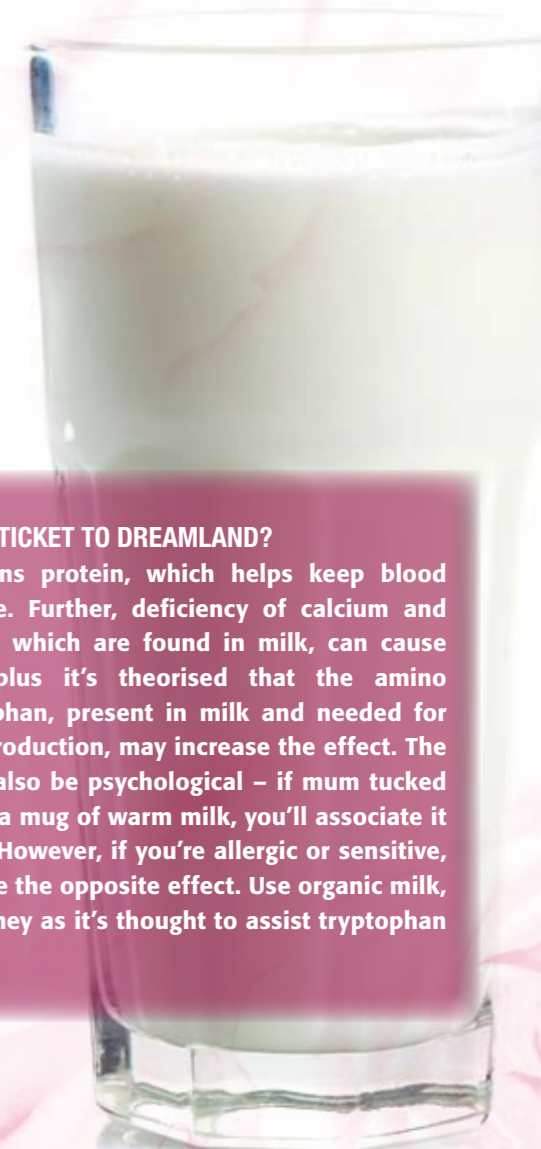 TICKET TO DREAMLAND?
ns protein, which helps keep blood
e. Further, deficiency of calcium and
which are found in milk, can cause
plus it's theorised that the amino
phan, present in milk and needed for
roduction, may increase the effect. The
also be psychological – if mum tucked
a mug of warm milk, you'll associate it
However, if you're allergic or sensitive,
e the opposite effect. Use organic milk,
ney as it's thought to assist tryptophan